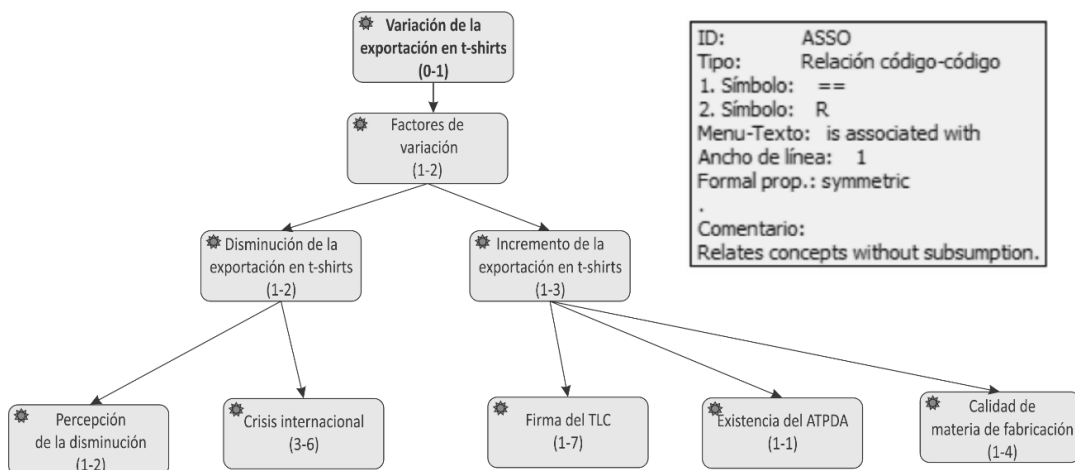 Variación de la
exportación en t-shirts
(0-1)
Factores de
variación
(1-2)
Disminución de la
exportación en t-shirts
(1-2)
Incremento de la
exportación en t-shirts
(1-3)
Percepción
de la disminución
(1-2)
Crisis internacional
(3-6)
Firma del TLC
(1-7)
Existencia del ATPDA
(1-1)
Calidad de
materia de fabricación
(1-4)
ID: ASSO
Tipo: Relación código-código
1. Símbolo: ==
2. Símbolo: R
Menu-Texto: is associated with
Ancho de línea: 1
Formal prop.: symmetric
.
Comentario:
Relates concepts without subsumption.